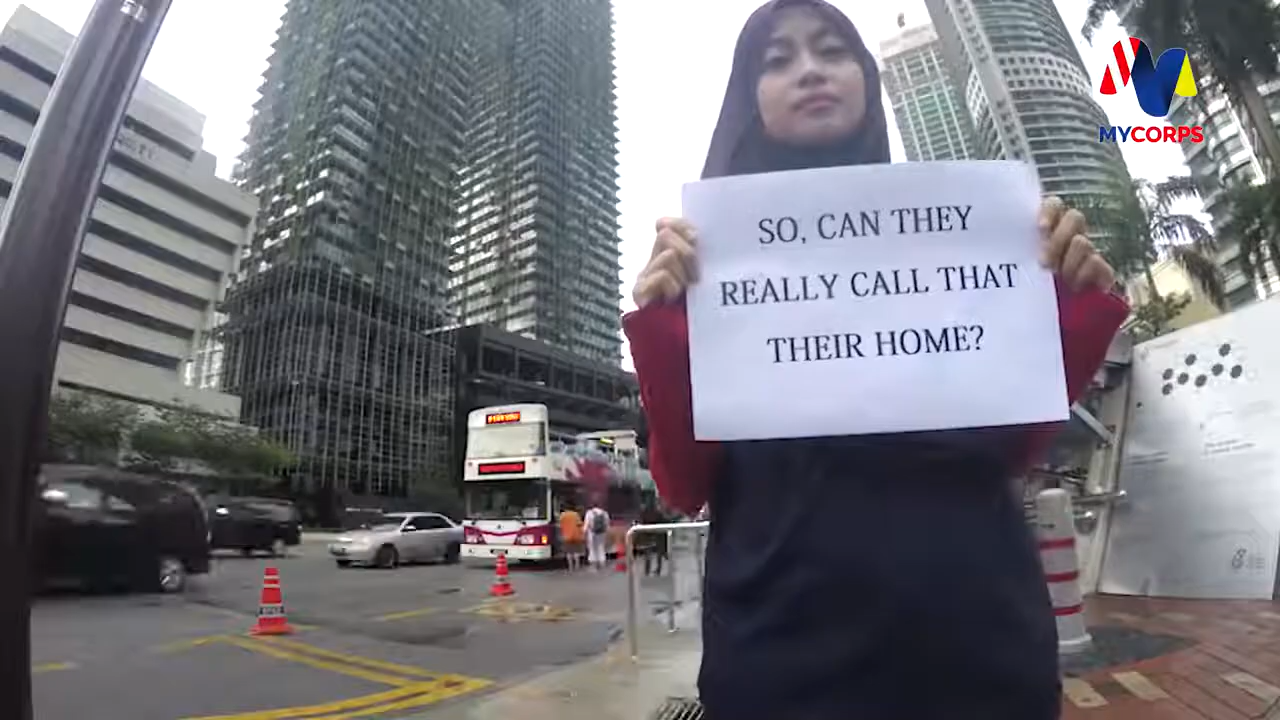 MYCORPS
SO, CAN THEY
REALLY CALL THAT
THEIR HOME?